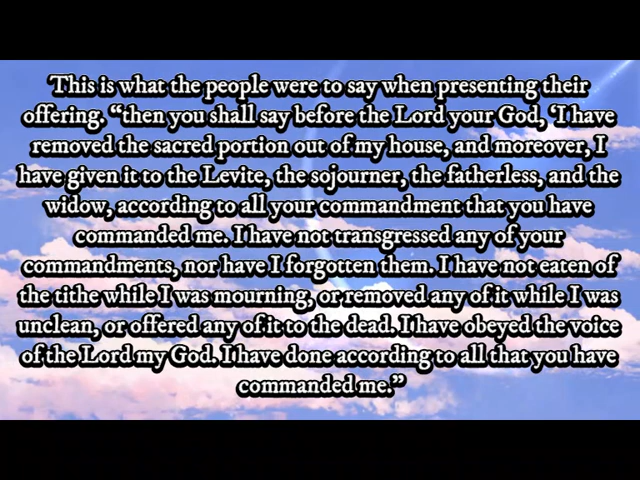 This is what the people were to say when presenting their
offering. “then you shall say before the Lord your God, ‘I have
removed the sacred portion out of my house, and moreover, I
have given it to the Levite, the sojourner, the fatherless, and the
widow, according to all your commandment that you have
commanded me. I have not transgressed any of your
commandments, nor have I forgotten them. I have not eaten of
the tithe while I was mourning, or removed any of it while I was
unclean, or offered any of it to the dead. I have obeyed the voice
of the Lord my God. I have done according to all that you have
commanded me.”